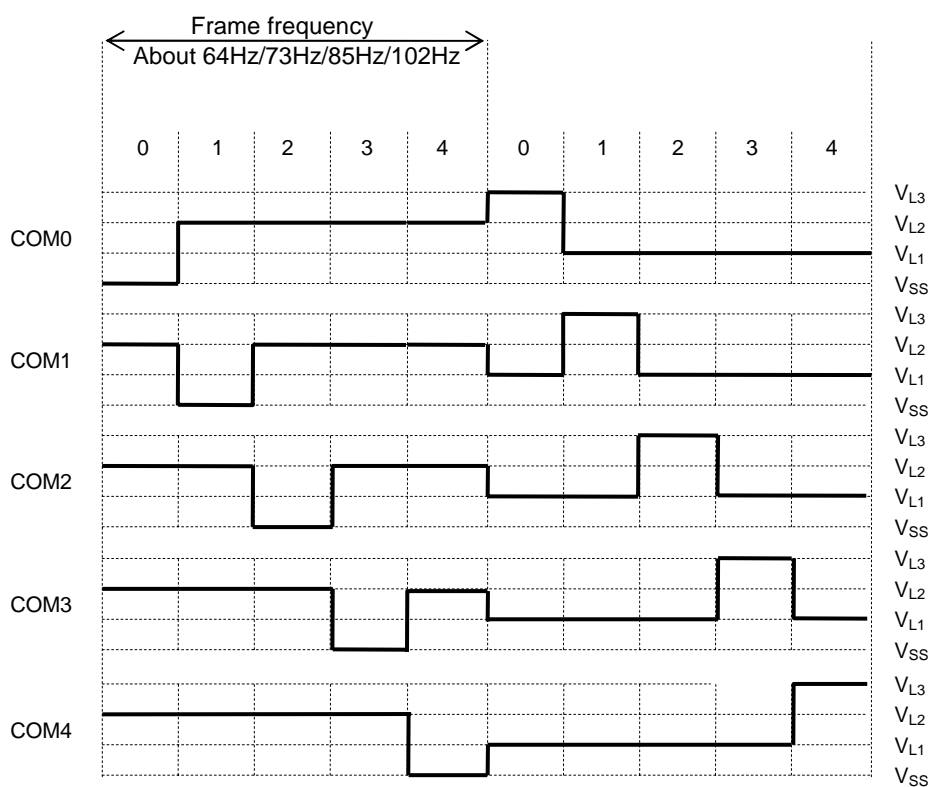 Frame frequency
About 64Hz/73Hz/85Hz/102Hz
0 1 2 3 4 0 1 2 3 4
COM0
VL3
VL2
VL1
VSS
COM1
VL3
VL2
VL1
VSS
COM2
VL3
VL2
VL1
VSS
COM3
VL3
VL2
VL1
VSS
COM4
VL3
VL2
VL1
VSS